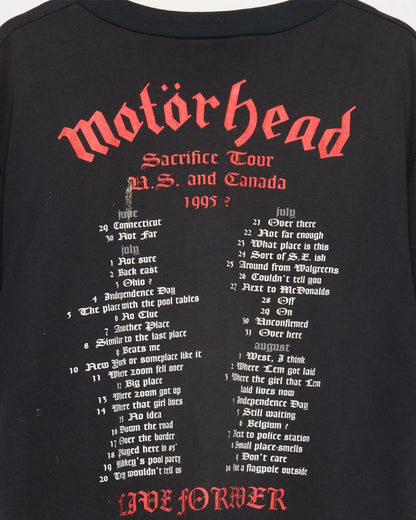 motörhead
Sacrifice Tour
U.S. and Canada
1995 ?
june
29 Connecticut
30 Not Far
july
1 Not sure
2 Back east
3 Ohio ?
4 Independence Day
5 The place with the pool tables
6 No Clue
7 Another Place
8 Similar to the last place
9 Beats me
10 New York or someplace like it
11 Where zoom fell over
12 Big place
13 Where zoom got up
14 Where that girl lives
15 No idea
16 Down the road
17 Over the border
18 Played here in 85'
19 Mikkey's pool party
20 They wouldn't tell us
july
21 Over there
22 Not far enough
23 What place is this
24 Sort of S.E. ish
25 Around from Walgreens
26 Couldn't tell you
27 Next to McDonalds
28 Off
29 On
30 Unconfirmed
31 Over here
august
1 West, I think
2 Where Lem got laid
3 Where the girl that Lem
laid lives now
4 Independence Day
5 Still waiting
6 Belgium ?
7 Next to police station
8 Small place-smells
9 Don't care
10 Got a flagpole outside
LIVE FOREVER